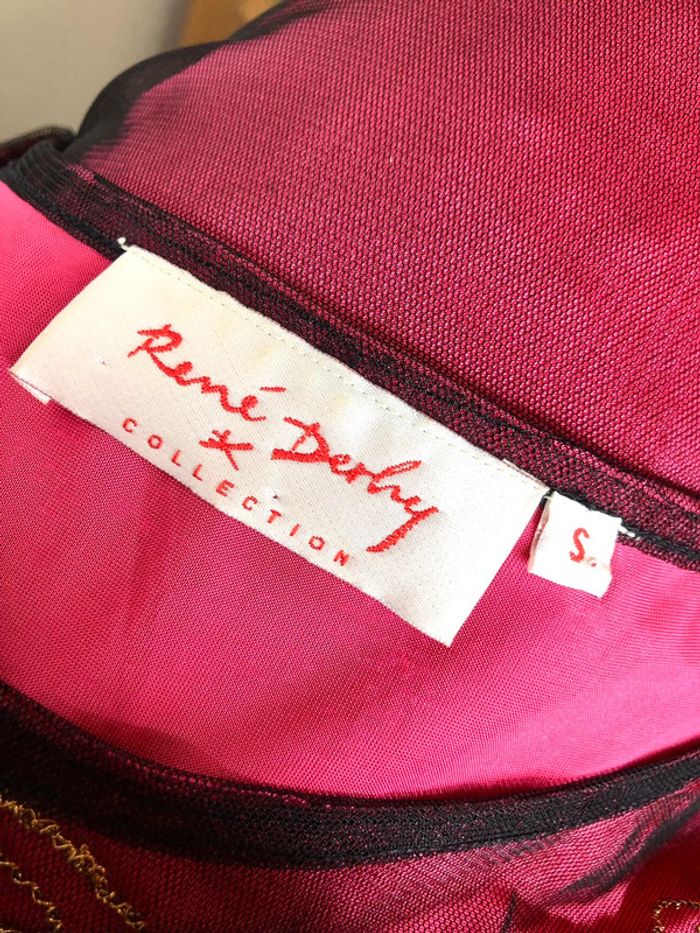 René Derhy
COLLECTION
S